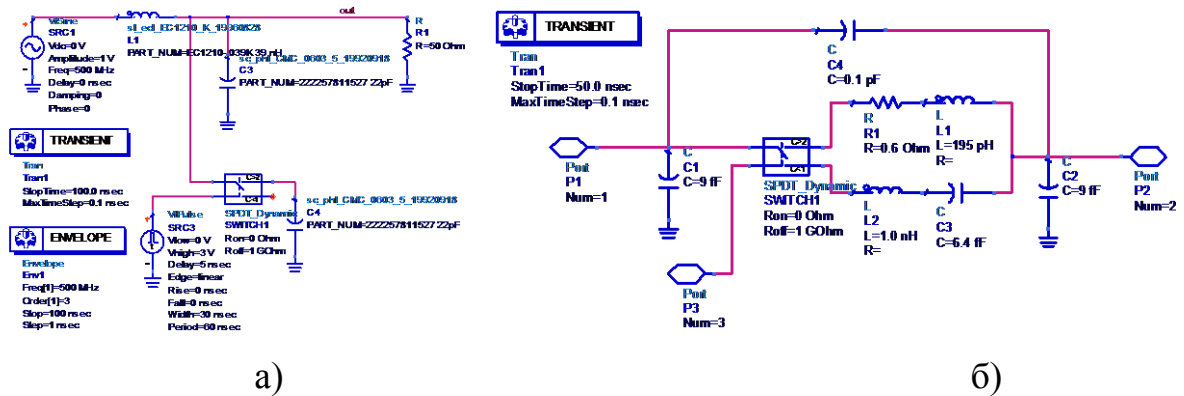 VtSine
SRC1
Vdc=0 V
Amplitude=1 V
Freq=500 MHz
Delay=0 nsec
Damping=0
Phase=0
L1
PART_NUM=EC1210-039K 39 nH
out
R
R1
R=50 Ohm
sc_phl_CMC_0603_5_19920918
C3
PART_NUM=222257811527 22pF
TRANSIENT
Tran
Tran1
StopTime=100.0 nsec
MaxTimeStep=0.1 nsec
ENVELOPE
Envelope
Env1
Freq[1]=500 MHz
Order[1]=3
Stop=100 nsec
Step=1 nsec
VtPulse
SRC3
Vlow=0 V
Vhigh=3 V
Delay=5 nsec
Edge=linear
Rise=0 nsec
Fall=0 nsec
Width=30 nsec
Period=60 nsec
SPDT_Dynamic
SWITCH1
Ron=0 Ohm
Roff=1 GOhm
sc_phl_CMC_0603_5_19920918
C4
PART_NUM=222257811527 22pF
а)
TRANSIENT
Tran
Tran1
StopTime=50.0 nsec
MaxTimeStep=0.1 nsec
C
C4
C=0.1 pF
R
R1
R=0.6 Ohm
L
L1
L=195 pH
R=
Port
P1
Num=1
C
C1
C=9 fF
SPDT_Dynamic
SWITCH1
Ron=0 Ohm
Roff=1 GOhm
L
L2
L=1.0 nH
R=
C
C3
C=6.4 fF
C
C2
C=9 fF
Port
P2
Num=2
Port
P3
Num=3
б)